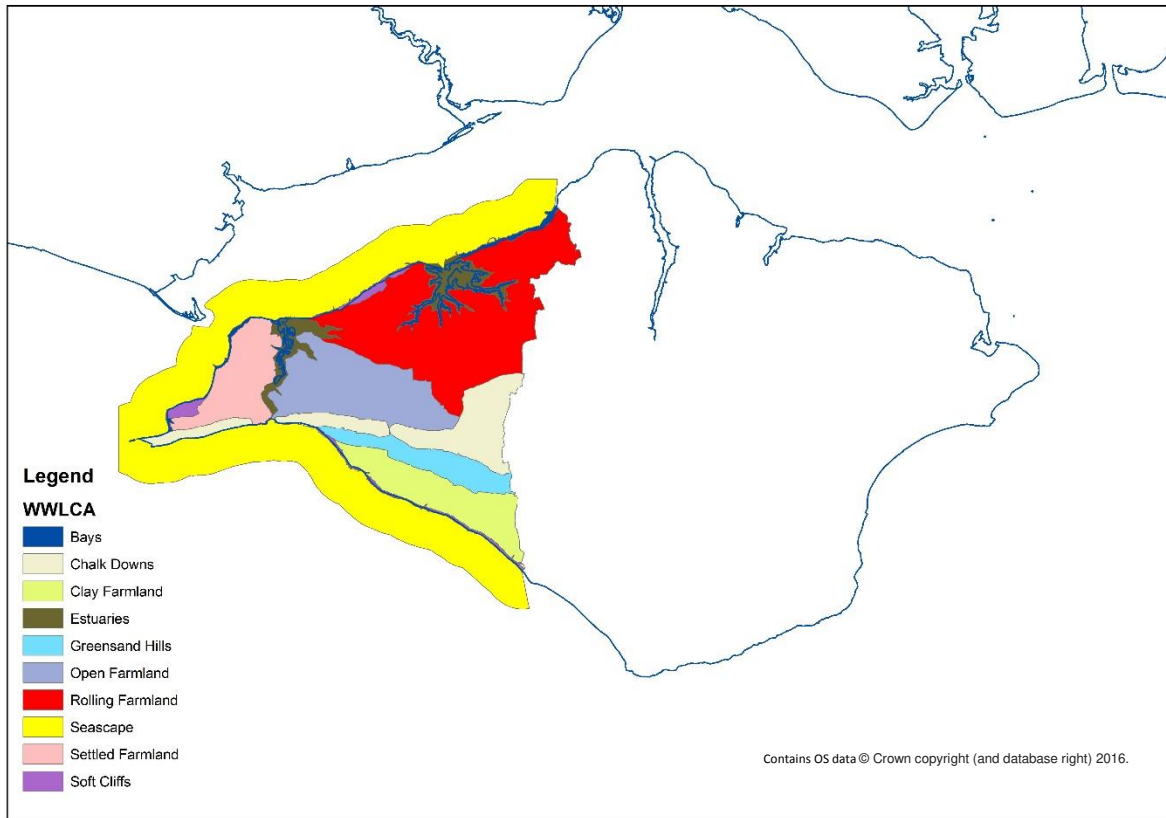 Legend
WWLCA
Bays
Chalk Downs
Clay Farmland
Estuaries
Greensand Hills
Open Farmland
Rolling Farmland
Seascape
Settled Farmland
Soft Cliffs
Contains OS data © Crown copyright (and database right) 2016.